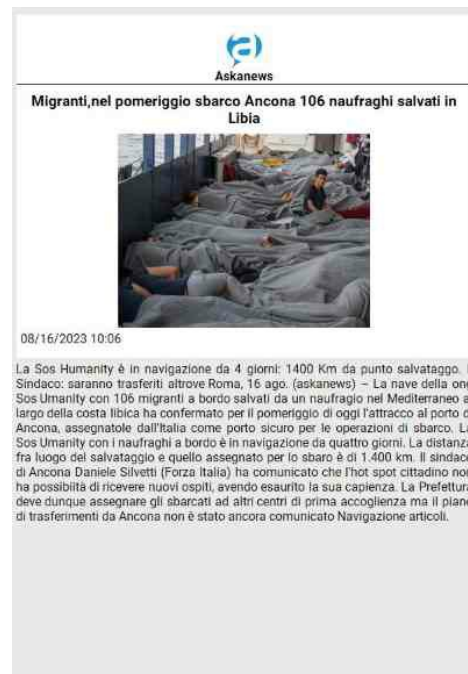 Askanews
Migranti,nel pomeriggio sbarco Ancona 106 naufraghi salvati in
Libia
08/16/2023 10:06
La Sos Humanity è in navigazione da 4 giorni: 1400 Km da punto salvataggo.
Sindaco: saranno trasferiti altrove Roma, 16 ago. (askanews) – La nave della
Sos Umanity con 106 migranti a bordo salvati da un naufragio nel Mediterraneo
largo della costa libica ha confermato per il pomeriggio di oggi l'attracco al porto
Ancona, assegnatole dall'Italia come porto sicuro per le operazioni di sbarco.
Sos Umanity con i naufraghi a bordo è in navigazione da quattro giorni. La distanza
fra luogo del salvataggio e quello assegnato per lo sbaro è di 1.400 km. Il sindaco
di Ancona Daniele Silvetti (Forza Italia) ha comunicato che l'hot spot cittadino
ha possibiltà di ricevere nuovi ospiti, avendo esaurito la sua capienza. La Prefettura
deve dunque assegnare gli sbarcati ad altri centri di prima accoglienza ma il
di trasferimenti da Ancona non è stato ancora comunicato Navigazione articoli.